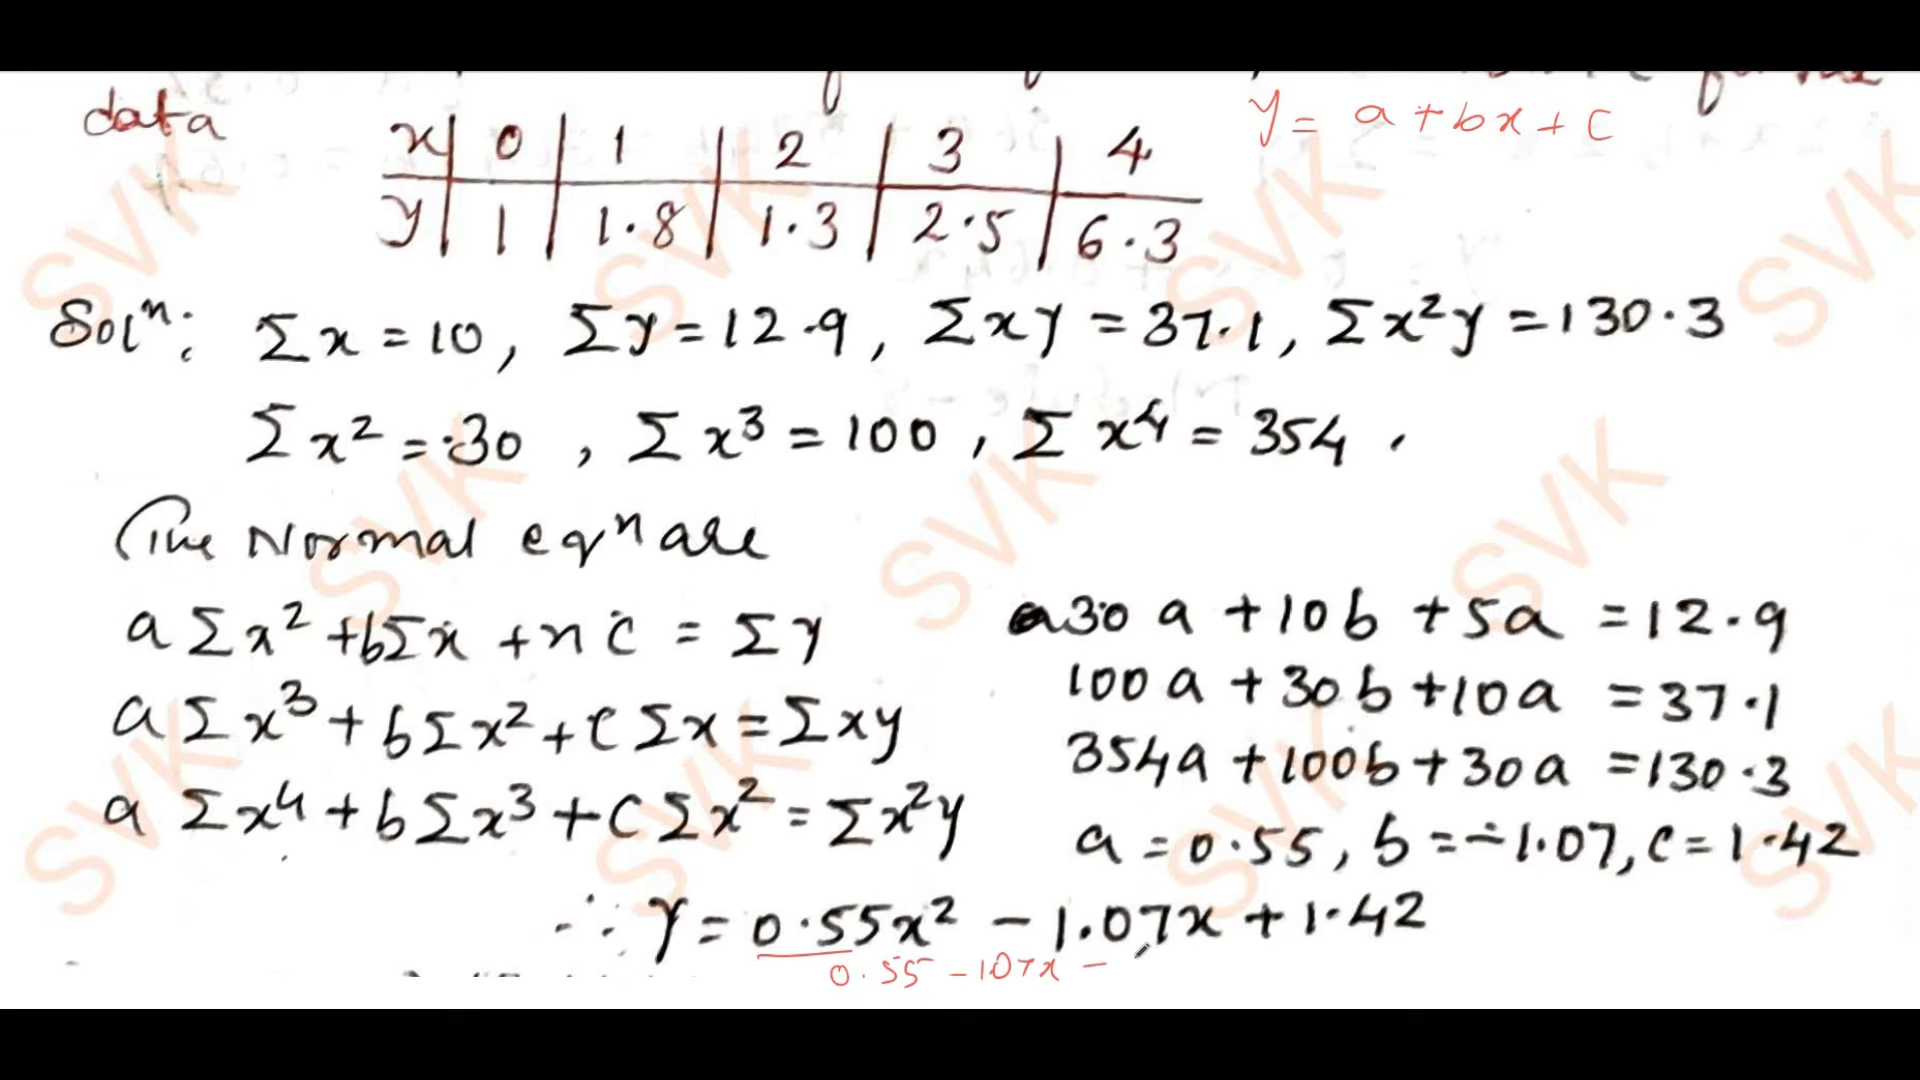 data
y = a + bx + c
x | 0 | 1 | 2 | 3 | 4
y | 1 | 1.8 | 1.3 | 2.5 | 6.3
Solⁿ: Σx = 10, Σy = 12.9, Σxy = 37.1, Σx²y = 130.3
Σx² = 30, Σx³ = 100, Σx⁴ = 354.
The Normal eqⁿ are
aΣx² + bΣx + nc = Σy
30a + 10b + 5a = 12.9
aΣx³ + bΣx² + cΣx = Σxy
100a + 30b + 10a = 37.1
aΣx⁴ + bΣx³ + cΣx² = Σx²y
354a + 100b + 30a = 130.3
a = 0.55, b = -1.07, c = 1.42
∴ y = 0.55x² - 1.07x + 1.42
0.55 - 107x -
SVK